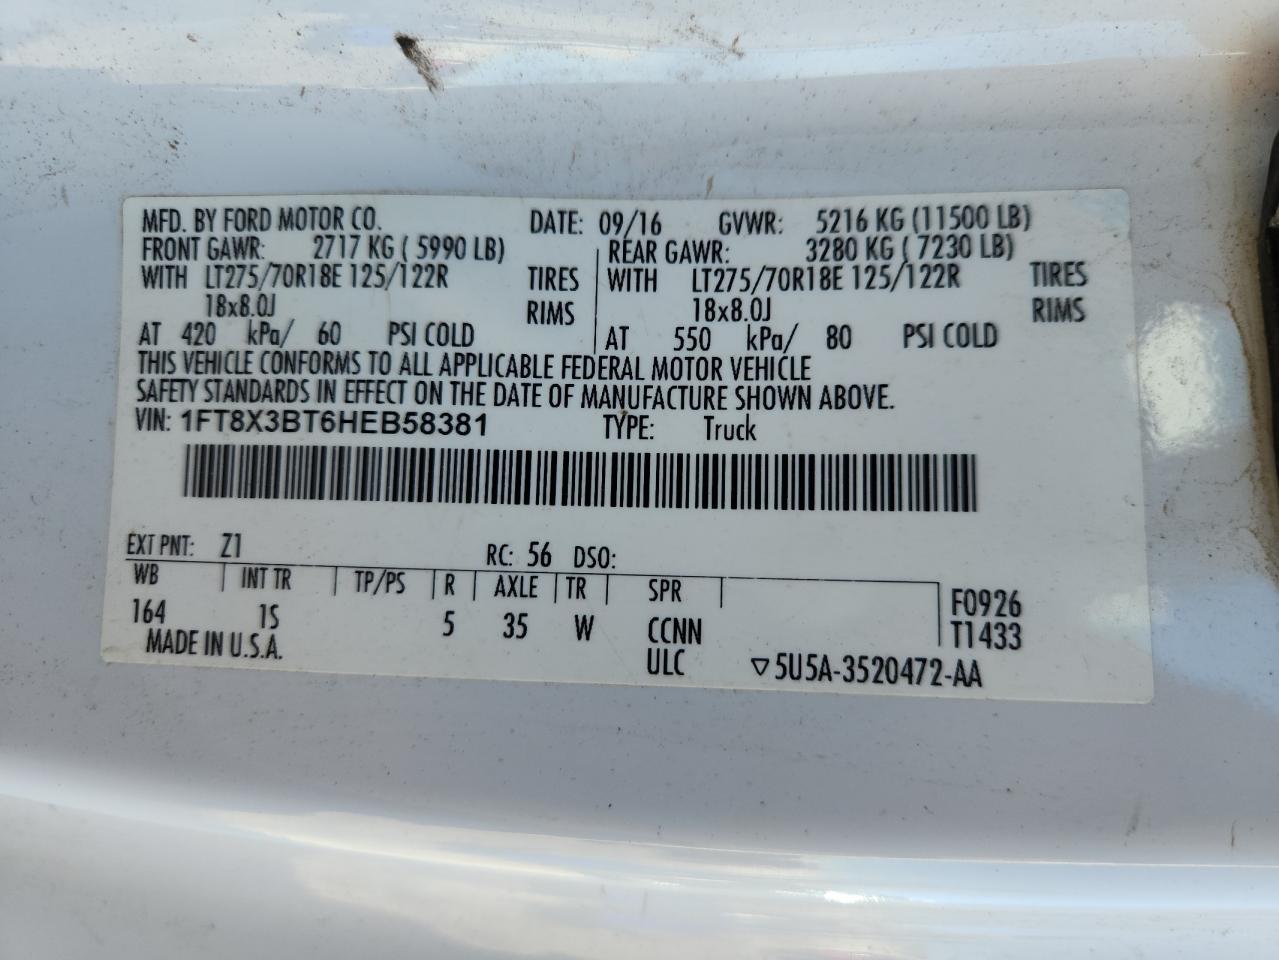 MFD. BY FORD MOTOR CO. DATE: 09/16 GVWR: 5216 KG (11500 LB)
FRONT GAWR: 2717 KG ( 5990 LB) REAR GAWR: 3280 KG ( 7230 LB)
WITH LT275/70R18E 125/122R TIRES WITH LT275/70R18E 125/122R TIRES
18x8.0J RIMS 18x8.0J RIMS
AT 420 kPa/ 60 PSI COLD AT 550 kPa/ 80 PSI COLD
THIS VEHICLE CONFORMS TO ALL APPLICABLE FEDERAL MOTOR VEHICLE
SAFETY STANDARDS IN EFFECT ON THE DATE OF MANUFACTURE SHOWN ABOVE.
VIN: 1FT8X3BT6HEB58381 TYPE: Truck
EXT PNT: Z1 RC: 56 DSO:
WB INT TR TP/PS R AXLE TR SPR F0926
164 1S 5 35 W CCNN T1433
MADE IN U.S.A. ULC ▽5U5A-3520472-AA